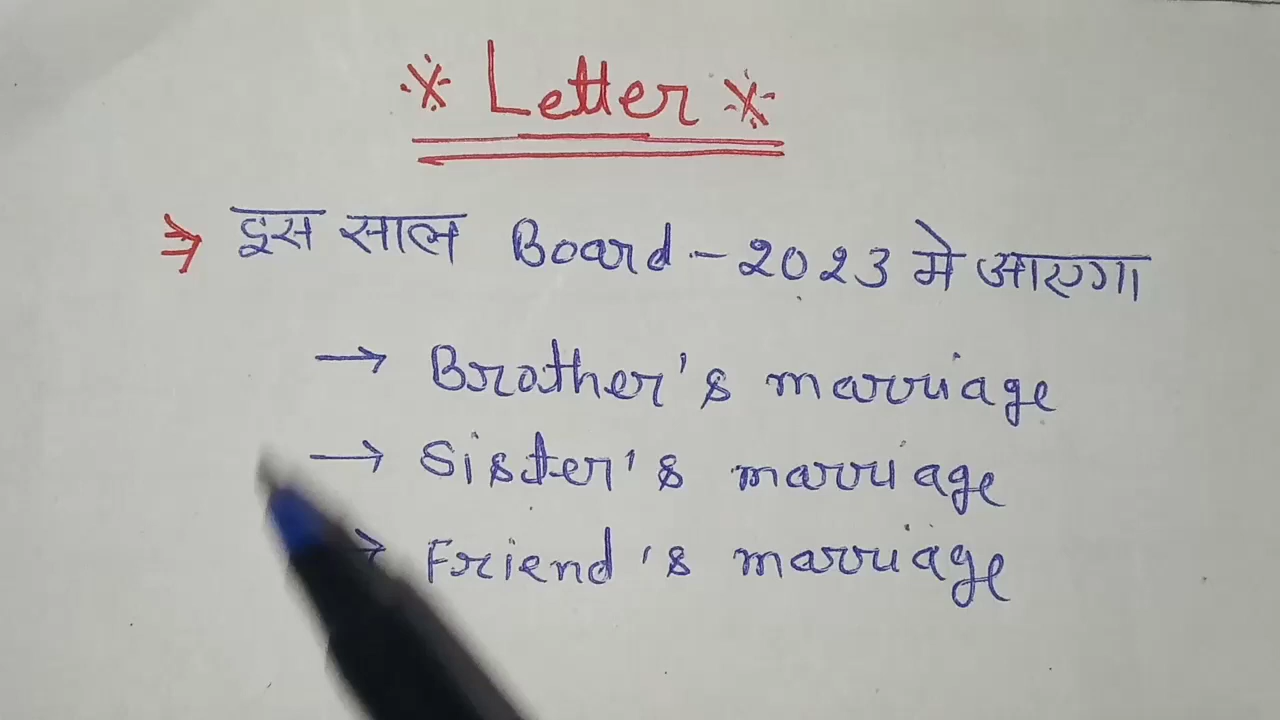 * Letter *
⇒ इस साल Board - 2023 मे आएगा
→ Brother's marriage
→ Sister's marriage
→ Friend's marriage